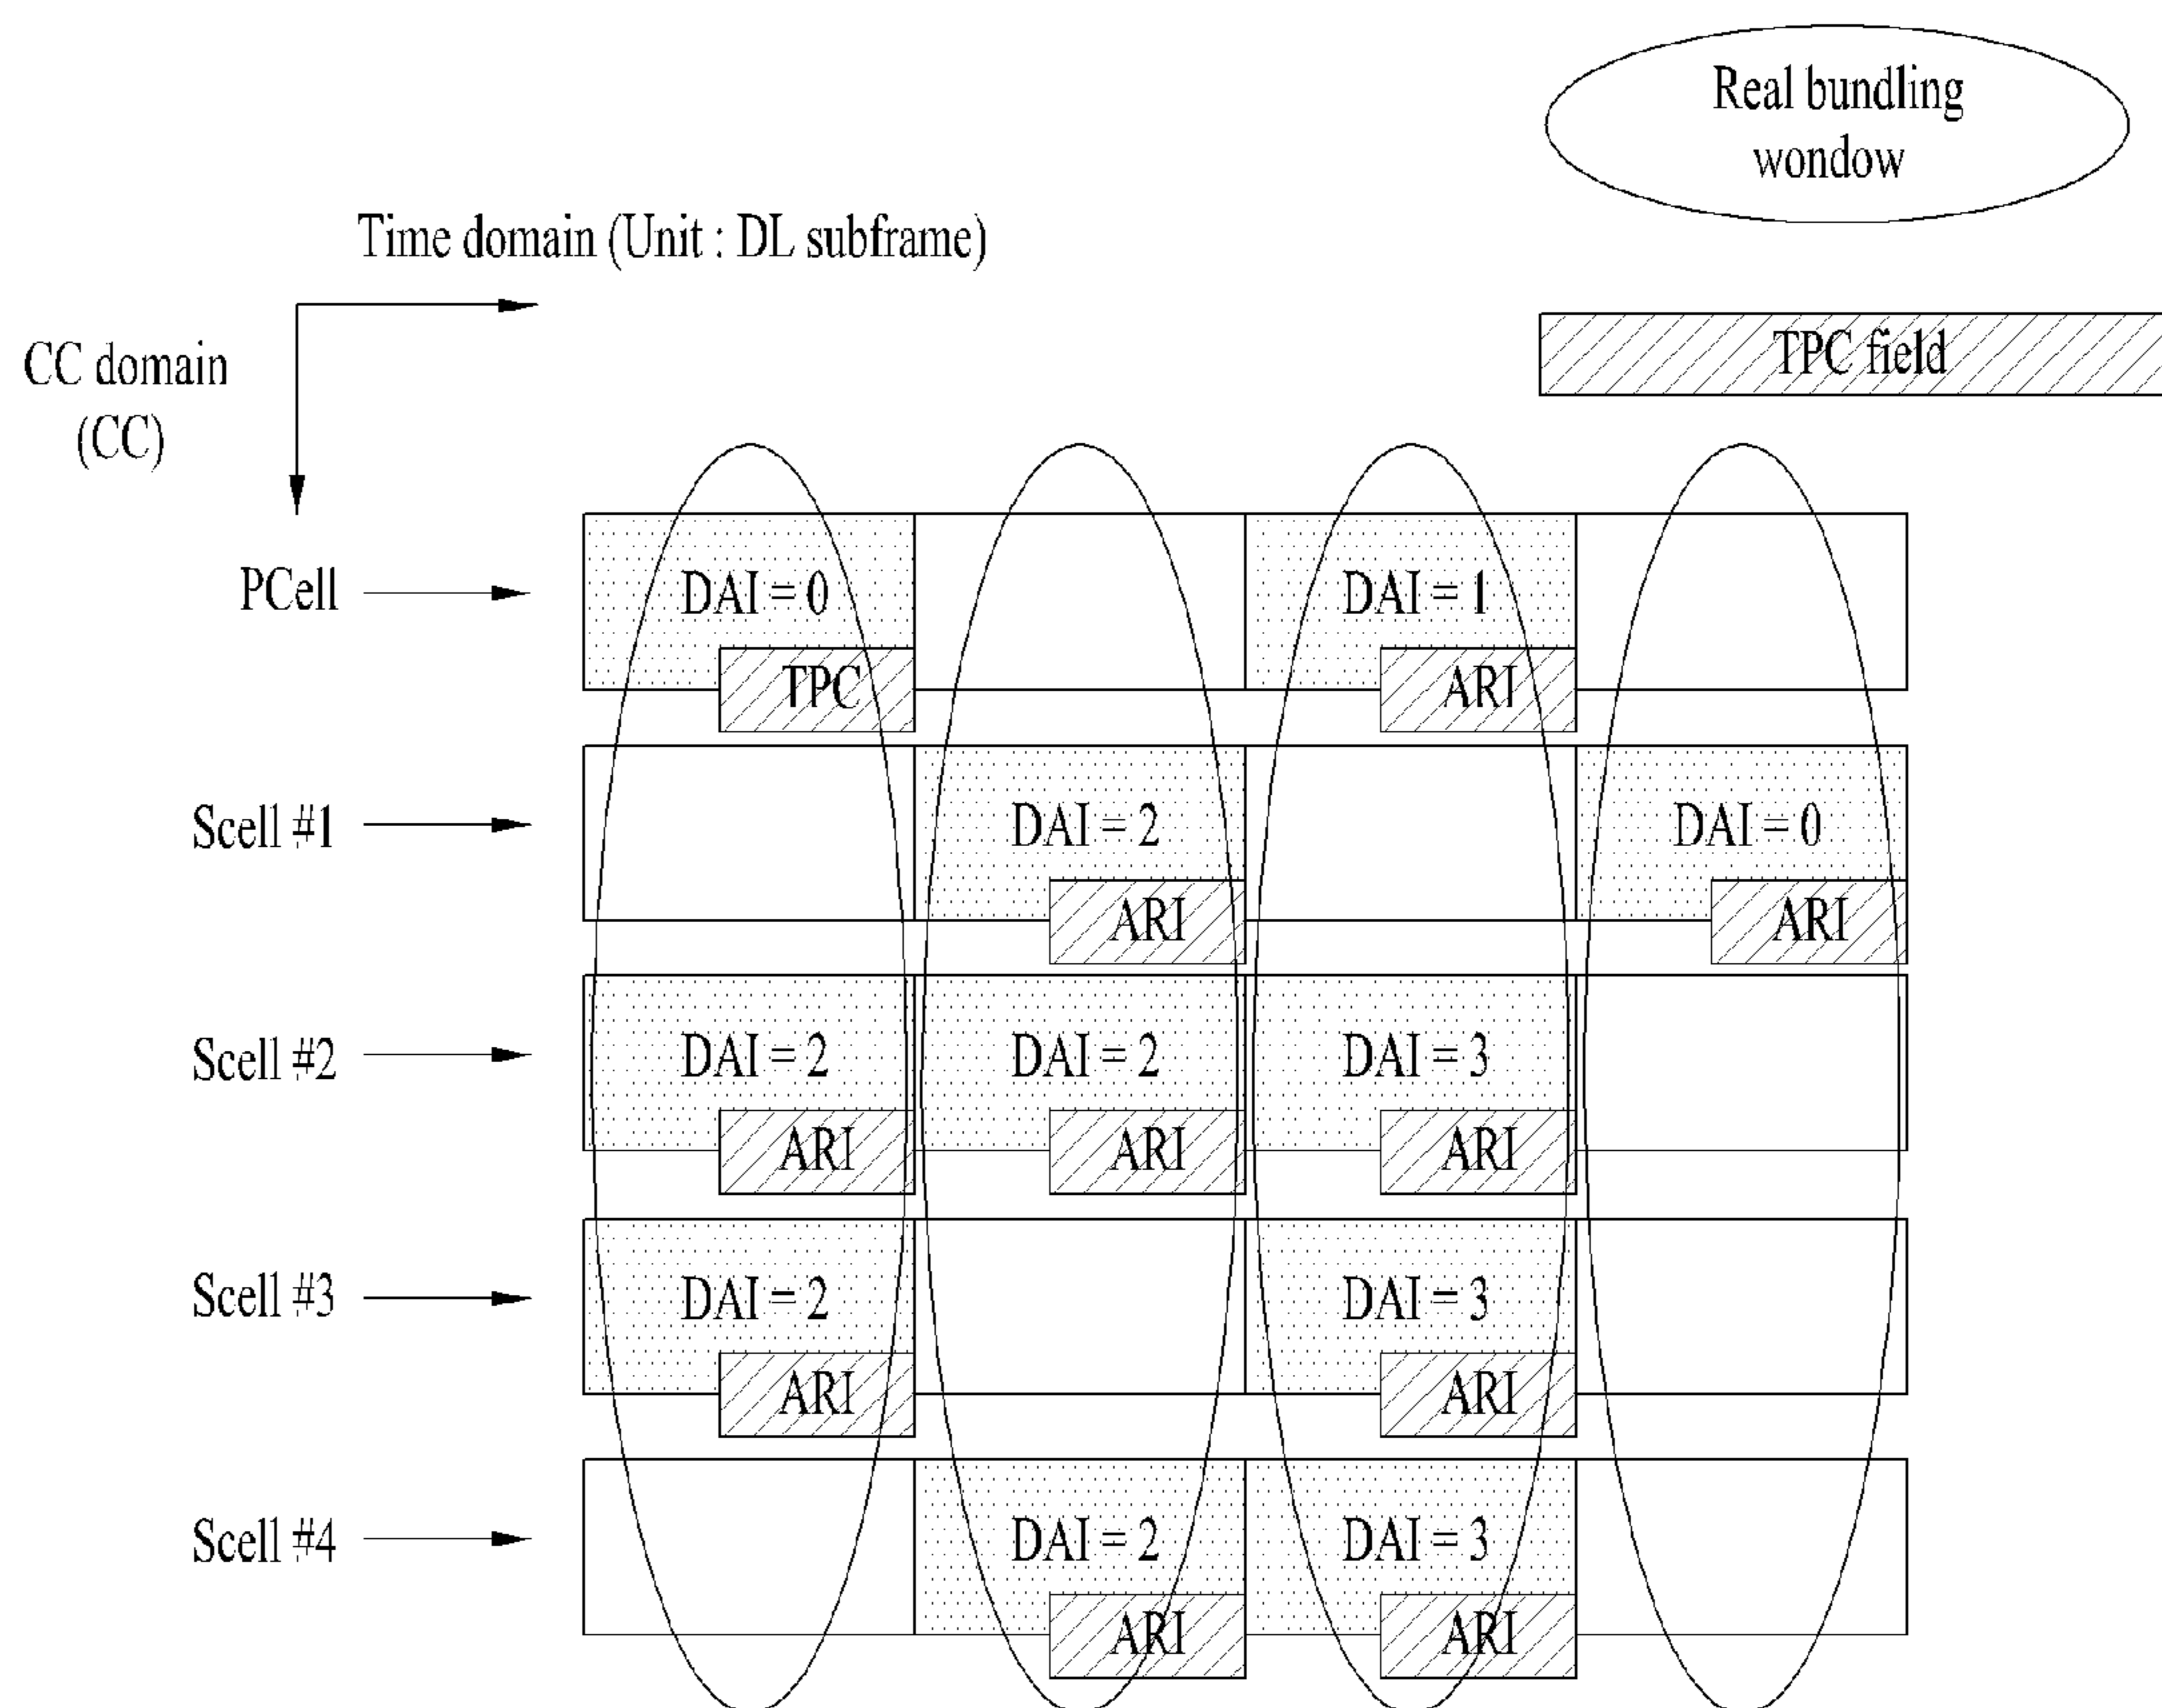 Real bundling
wondow
Time domain (Unit : DL subframe)
TPC field
CC domain
(CC)
PCell
DAI = 0
DAI = 1
TPC
ARI
Scell #1
DAI = 2
DAI = 0
ARI
ARI
Scell #2
DAI = 2
DAI = 2
DAI = 3
ARI
ARI
ARI
Scell #3
DAI = 2
DAI = 3
ARI
ARI
Scell #4
DAI = 2
DAI = 3
ARI
ARI